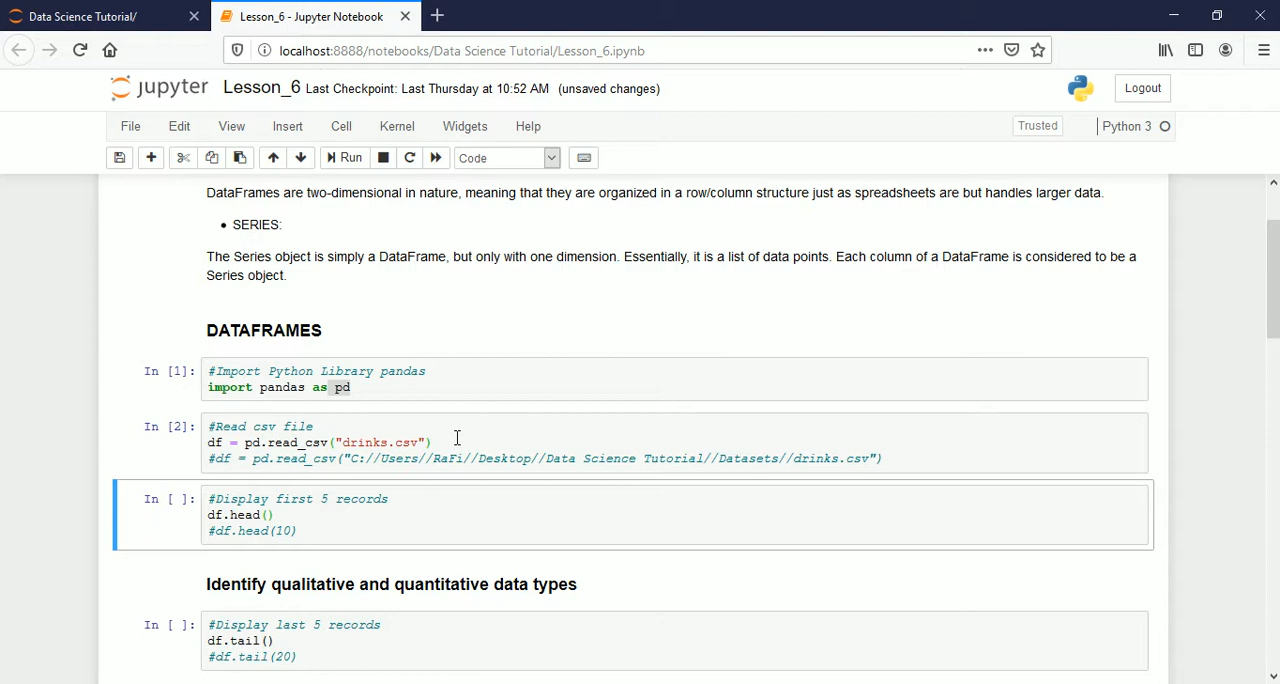 Data Science Tutorial/
Lesson_6 - Jupyter Notebook
localhost:8888/notebooks/Data Science Tutorial/Lesson_6.ipynb
jupyter Lesson_6 Last Checkpoint: Last Thursday at 10:52 AM (unsaved changes)
Logout
File Edit View Insert Cell Kernel Widgets Help
Trusted
Python 3
Run
Code
DataFrames are two-dimensional in nature, meaning that they are organized in a row/column structure just as spreadsheets are but handles larger data.
• SERIES:
The Series object is simply a DataFrame, but only with one dimension. Essentially, it is a list of data points. Each column of a DataFrame is considered to be a
Series object.
DATAFRAMES
In [1]: #Import Python Library pandas
import pandas as pd
In [2]: #Read csv file
df = pd.read_csv("drinks.csv")
#df = pd.read_csv("C://Users//RaFi//Desktop//Data Science Tutorial//Datasets//drinks.csv")
In [ ]: #Display first 5 records
df.head()
#df.head(10)
Identify qualitative and quantitative data types
In [ ]: #Display last 5 records
df.tail()
#df.tail(20)